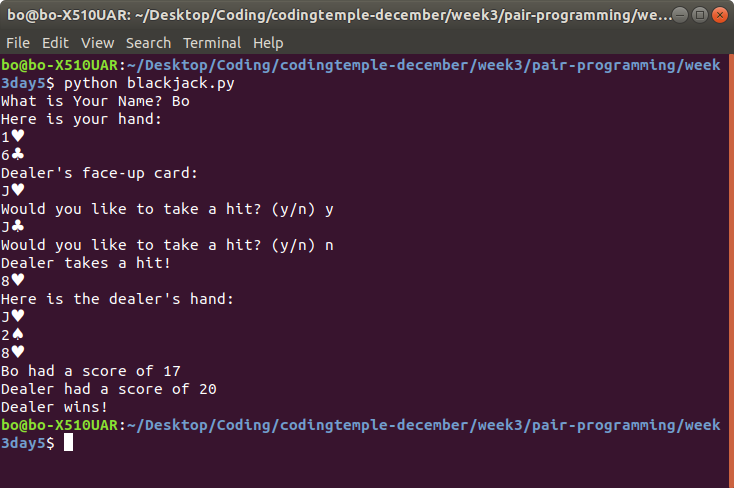 bo@bo-X510UAR: ~/Desktop/Coding/codingtemple-december/week3/pair-programming/we...
File Edit View Search Terminal Help
bo@bo-X510UAR:~/Desktop/Coding/codingtemple-december/week3/pair-programming/week
3day5$ python blackjack.py
What is Your Name? Bo
Here is your hand:
1♥
6♣
Dealer's face-up card:
J♥
Would you like to take a hit? (y/n) y
J♣
Would you like to take a hit? (y/n) n
Dealer takes a hit!
8♥
Here is the dealer's hand:
J♥
2♠
8♥
Bo had a score of 17
Dealer had a score of 20
Dealer wins!
bo@bo-X510UAR:~/Desktop/Coding/codingtemple-december/week3/pair-programming/week
3day5$